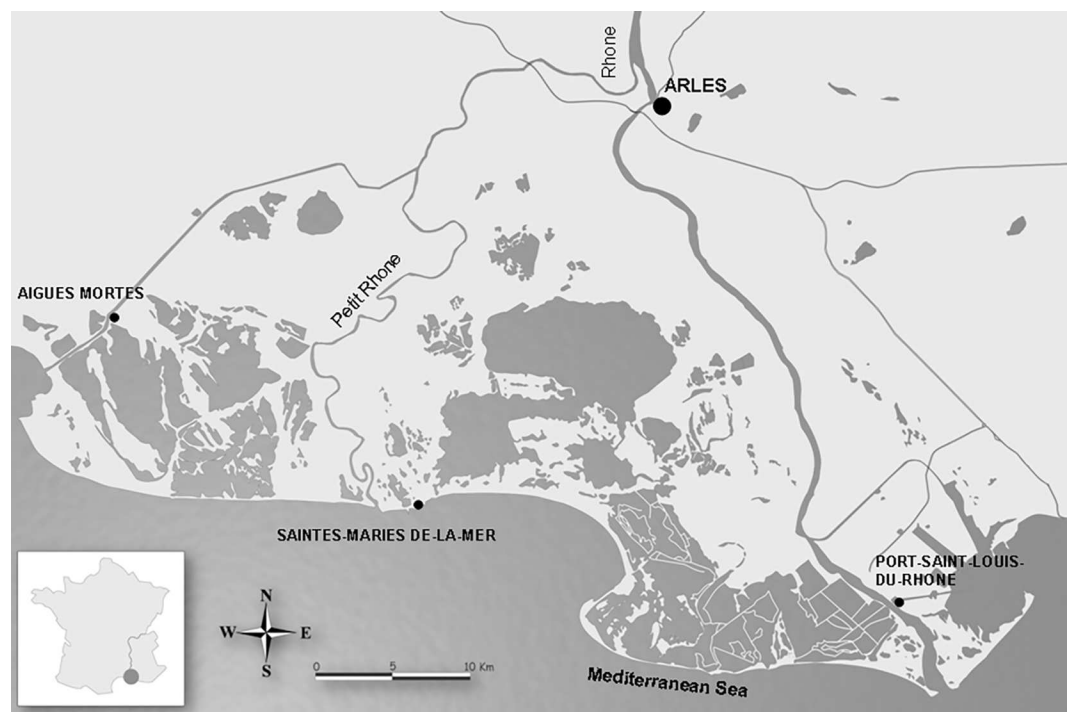 Rhone
ARLES
Petit Rhone
AIGUES MORTES
SAINTES-MARIES DE-LA-MER
PORT-SAINT-LOUIS-
DU-RHONE
N
W E
S
0 5 10 Km
Mediterranean Sea